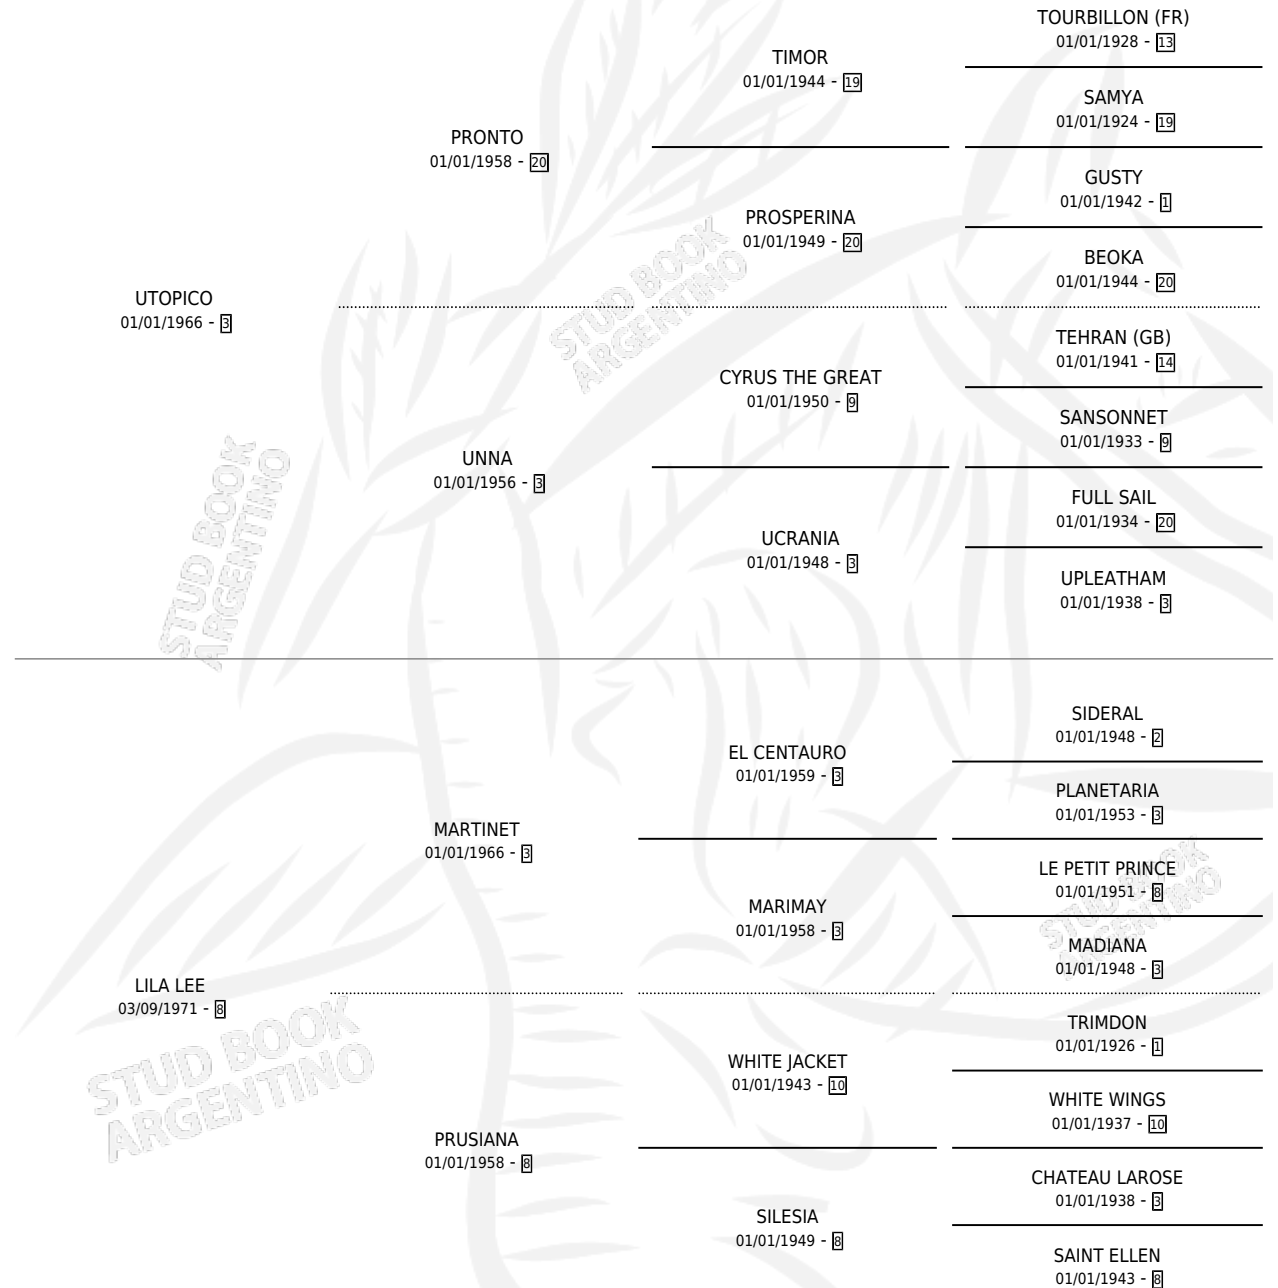 TOURBILLON (FR)
01/01/1928 - 13
TIMOR
01/01/1944 - 19
SAMYA
01/01/1924 - 19
PRONTO
01/01/1958 - 20
GUSTY
01/01/1942 - 1
PROSPERINA
01/01/1949 - 20
BEOKA
01/01/1944 - 20
UTOPICO
01/01/1966 - 3
TEHRAN (GB)
01/01/1941 - 14
CYRUS THE GREAT
01/01/1950 - 9
SANSONNET
01/01/1933 - 9
UNNA
01/01/1956 - 3
FULL SAIL
01/01/1934 - 20
UCRANIA
01/01/1948 - 3
UPLEATHAM
01/01/1938 - 3
STUD BOOK
ARGENTINO
STUD BOOK
ARGENTINO
SIDERAL
01/01/1948 - 2
EL CENTAURO
01/01/1959 - 3
PLANETARIA
01/01/1953 - 3
MARTINET
01/01/1966 - 3
LE PETIT PRINCE
01/01/1951 - 8
MARIMAY
01/01/1958 - 3
MADIANA
01/01/1948 - 3
STUD BOOK
ARGENTINO
LILA LEE
03/09/1971 - 8
TRIMDON
01/01/1926 - 1
WHITE JACKET
01/01/1943 - 10
WHITE WINGS
01/01/1937 - 10
PRUSIANA
01/01/1958 - 8
CHATEAU LAROSE
01/01/1938 - 3
SILESIA
01/01/1949 - 8
SAINT ELLEN
01/01/1943 - 8
STUD BOOK
ARGENTINO